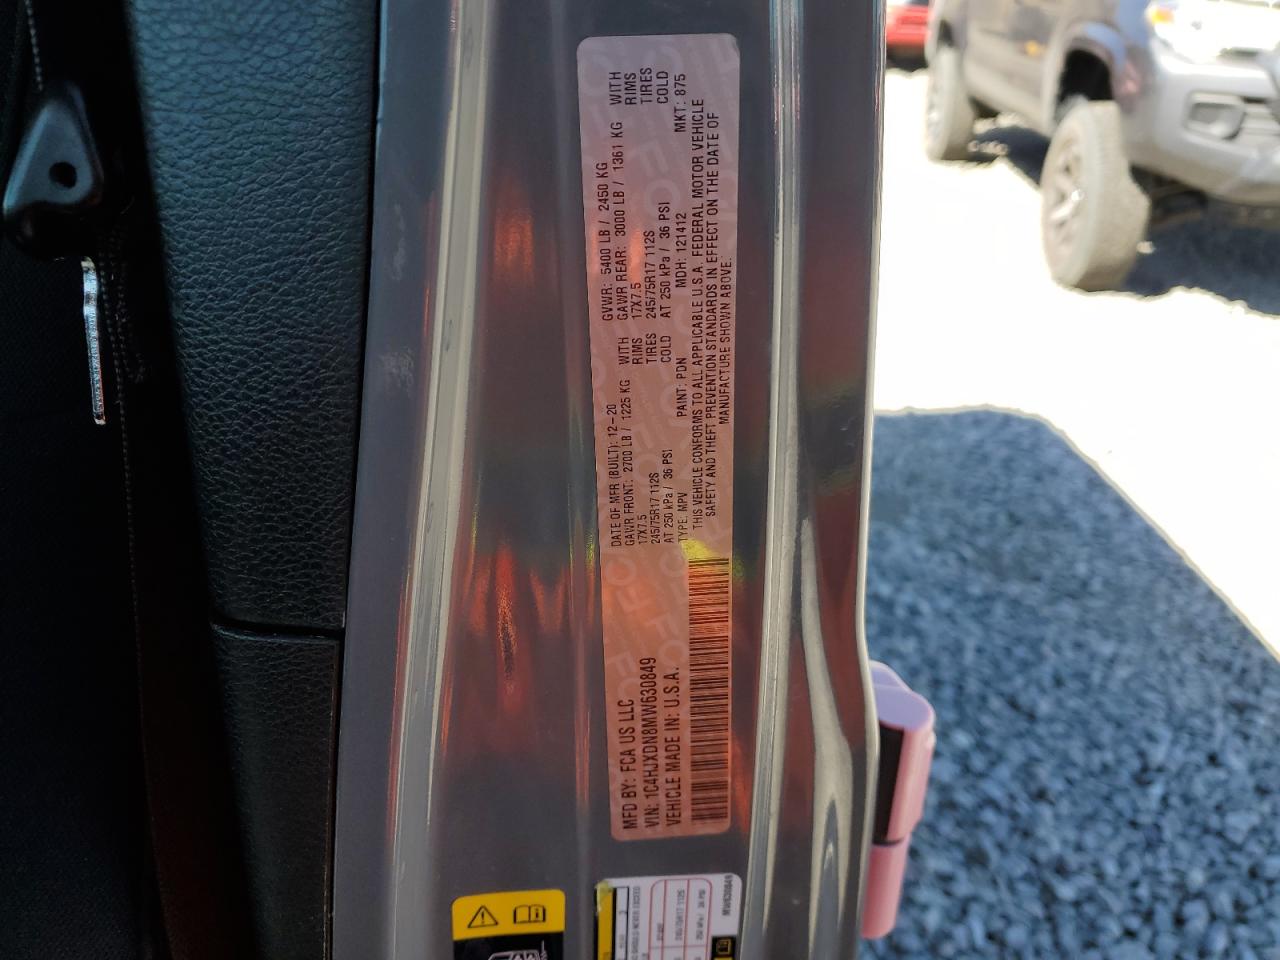 MFD BY: FCA US LLC
VIN: 1C4HJXDN8MW630849
VEHICLE MADE IN: U.S.A.
DATE OF MFR (BUILT): 12-20
GVWR: 5400 LB / 2450 KG
GAWR FRONT: 2700 LB / 1225 KG WITH
17X7.5 RIMS
245/75R17 112S TIRES
AT 250 kPa / 36 PSI COLD
GAWR REAR: 3000 LB / 1361 KG WITH
17X7.5 RIMS
245/75R17 112S TIRES
AT 250 kPa / 36 PSI COLD
TYPE: MPV PAINT: PDN MDH: 121412 MKT: 875
THIS VEHICLE CONFORMS TO ALL APPLICABLE U.S.A. FEDERAL MOTOR VEHICLE
SAFETY AND THEFT PREVENTION STANDARDS IN EFFECT ON THE DATE OF
MANUFACTURE SHOWN ABOVE.
MW630849